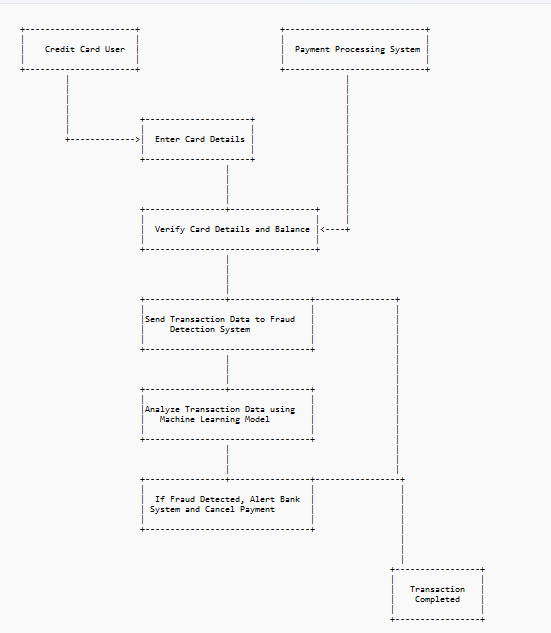 Credit Card User
Payment Processing System
Enter Card Details
Verify Card Details and Balance
Send Transaction Data to Fraud
Detection System
Analyze Transaction Data using
Machine Learning Model
If Fraud Detected, Alert Bank
System and Cancel Payment
Transaction
Completed